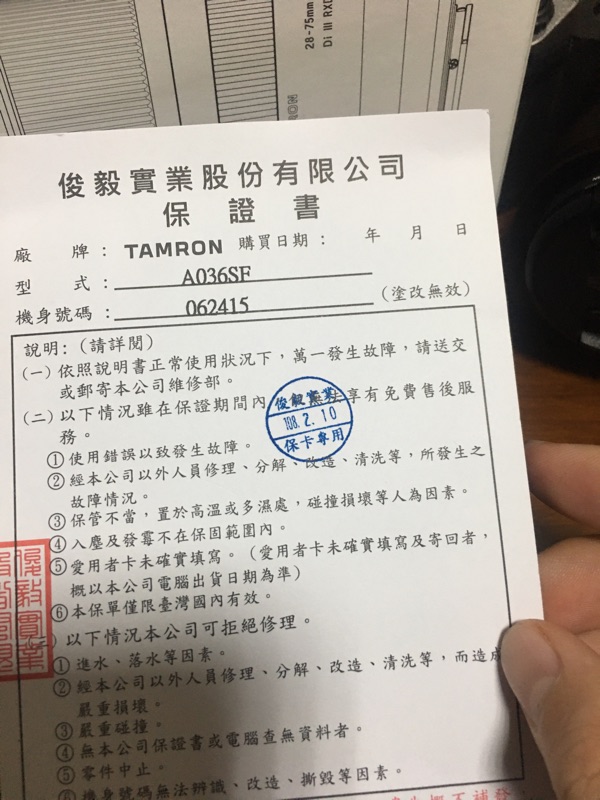 28-75mm
Di III RXD
俊毅實業股份有限公司
保證書
廠牌：TAMRON 購買日期： 年 月 日
型式：A036SF
機身號碼：062415 (塗改無效)
說明:(請詳閱)
(一)依照說明書正常使用狀況下，萬一發生故障，請送交
或郵寄本公司維修部。
(二)以下情況雖在保證期間內，無法享有免費售後服
務。
俊毅實業
108.2.10
保卡專用
①使用錯誤以致發生故障。
②經本公司以外人員修理、分解、改造、清洗等，所發生之
故障情況。
③保管不當，置於高溫或多濕處，碰撞損壞等人為因素。
④入塵及發霉不在保固範圍內。
⑤愛用者卡未確實填寫。(愛用者卡未確實填寫及寄回者，
概以本公司電腦出貨日期為準)
⑥本保單僅限臺灣國內有效。
以下情況本公司可拒絕修理。
①進水、落水等因素。
②經本公司以外人員修理、分解、改造、清洗等，而造成
嚴重損壞。
③嚴重碰撞。
④無本公司保證書或電腦查無資料者。
⑤零件中止。
⑥機身號碼無法辨識、改造、撕毀等因素。
俊毅實業